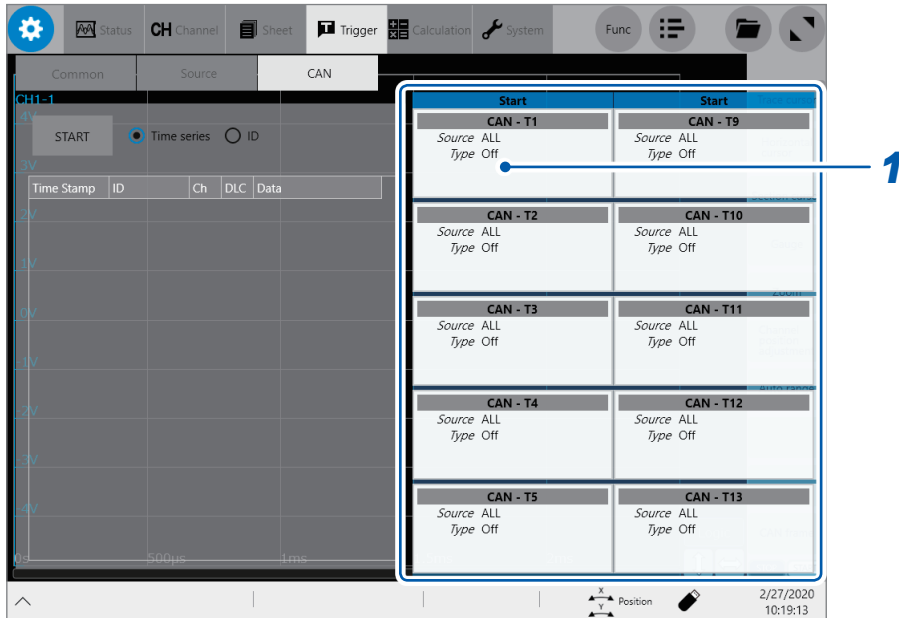 Status CH Channel Sheet Trigger Calculation System Func
Common Source CAN
CH1-1
START Time series ID
Time Stamp ID Ch DLC Data
4V
3V
2V
1V
0V
-1V
-2V
-3V
-4V
0s 500µs 1ms
Start Start
CAN - T1 CAN - T9
Source ALL Source ALL
Type Off Type Off
1
CAN - T2 CAN - T10
Source ALL Source ALL
Type Off Type Off
Zoom
CAN - T3 CAN - T11
Source ALL Source ALL
Type Off Type Off
Auto range
CAN - T4 CAN - T12
Source ALL Source ALL
Type Off Type Off
CAN - T5 CAN - T13
Source ALL Source ALL
Type Off Type Off
X
Y
Position
2/27/2020
10:19:13